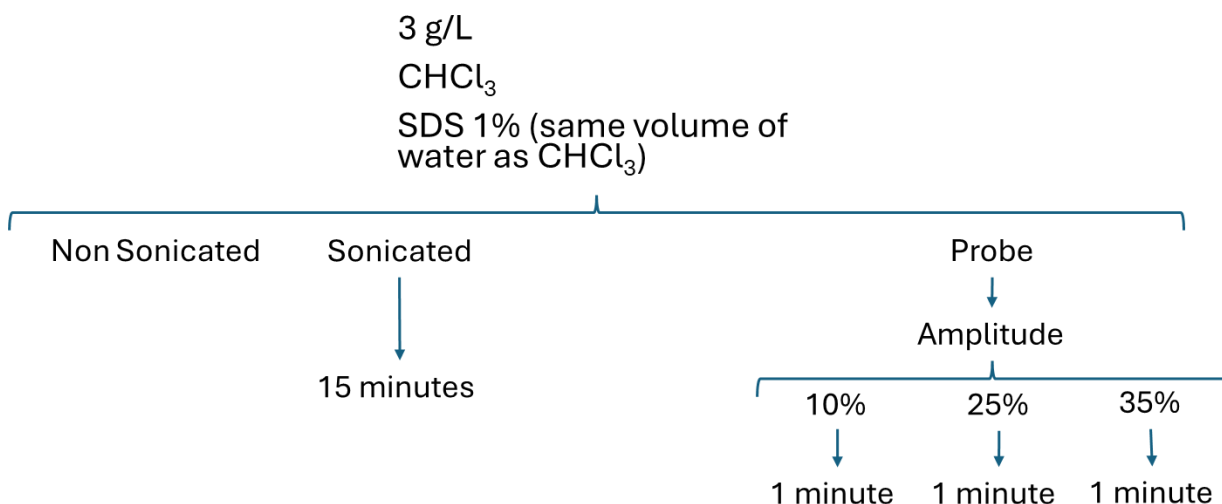 3 g/L
CHCl₃
SDS 1% (same volume of
water as CHCl₃)
Non Sonicated
Sonicated
Probe
Amplitude
15 minutes
10%
25%
35%
1 minute
1 minute
1 minute